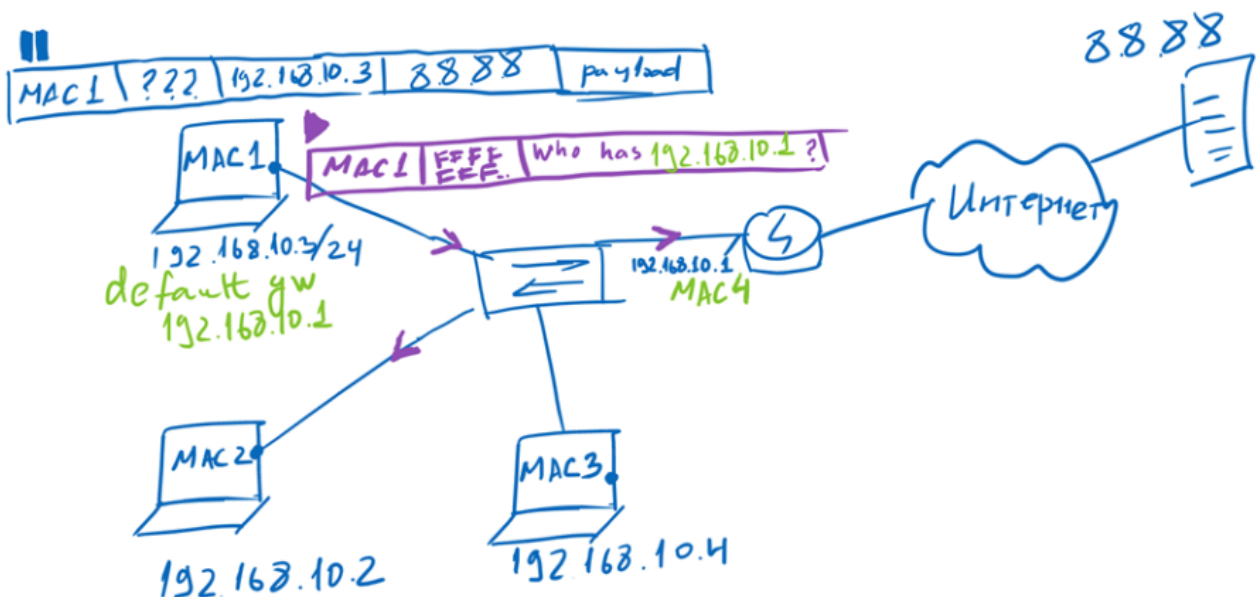 8.8.8.8
MAC1 ??? 192.168.10.3 8.8.8.8 payload
MAC1
MAC1 FFFF FFF.. Who has 192.168.10.1 ?
192.168.10.3/24
default gw
192.168.10.1
192.168.10.1
MAC4
Интернет
MAC2
192.168.10.2
MAC3
192.168.10.4